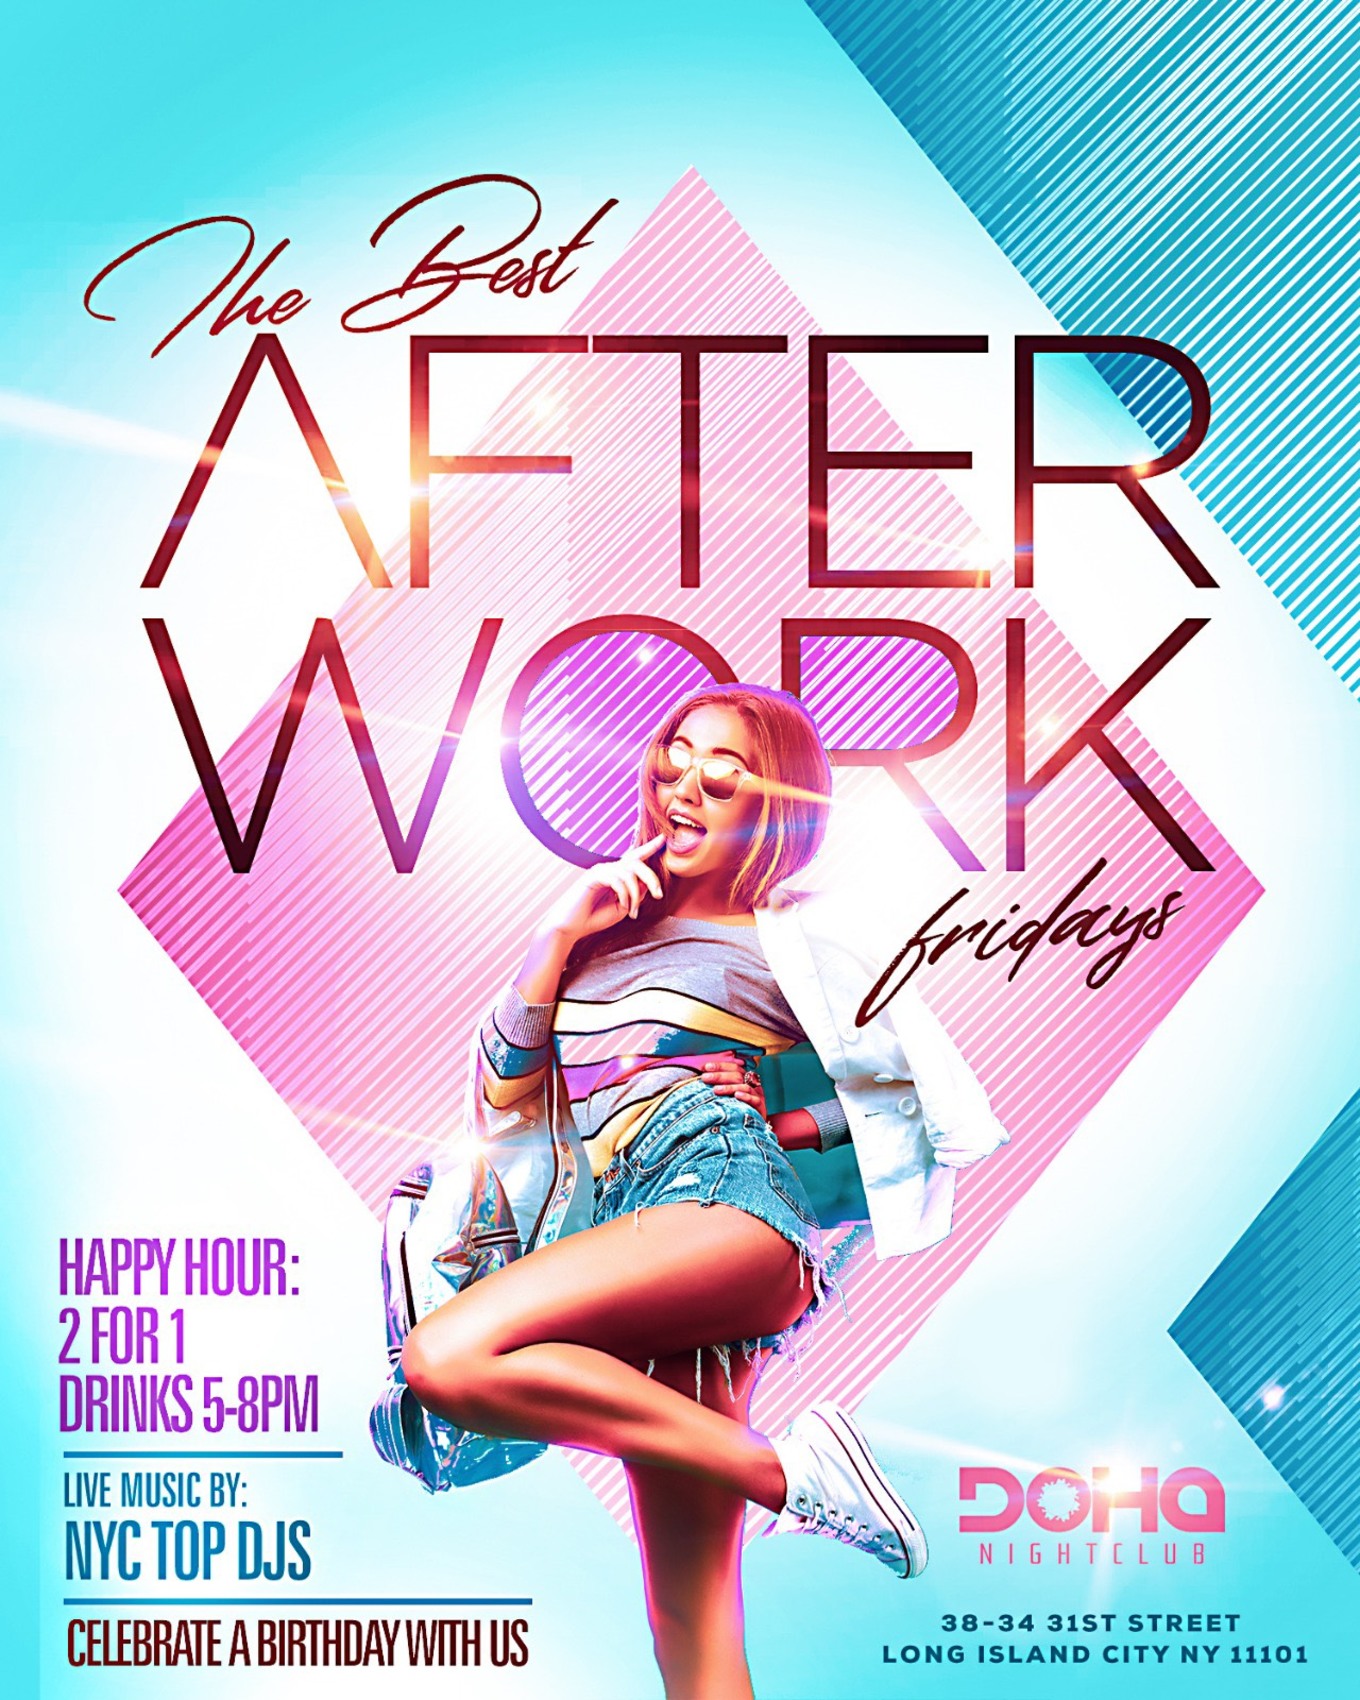 The Best
AFTER
WORK
fridays
HAPPY HOUR:
2 FOR 1
DRINKS 5-8PM
LIVE MUSIC BY:
NYC TOP DJS
CELEBRATE A BIRTHDAY WITH US
DOHA
NIGHTCLUB
38-34 31ST STREET
LONG ISLAND CITY NY 11101